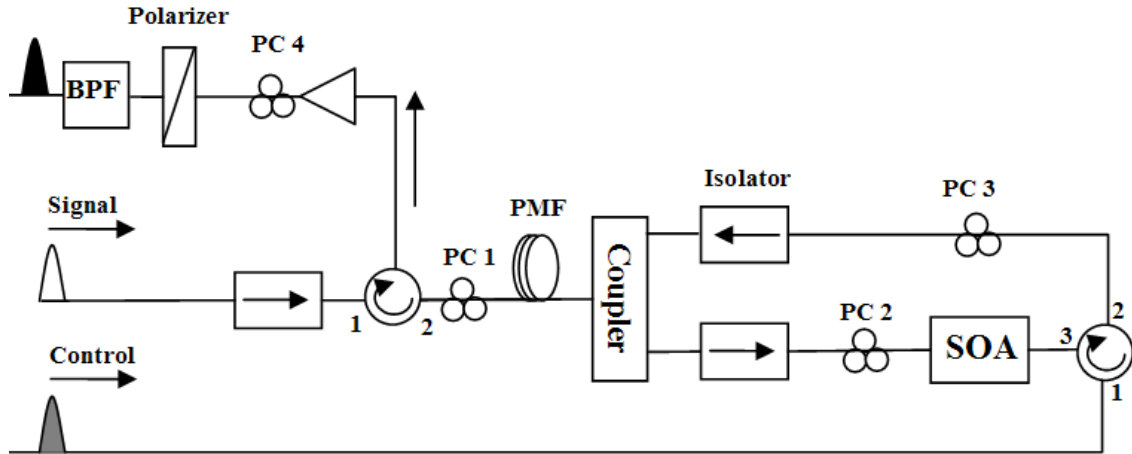 Polarizer
PC 4
BPF
Signal
PMF
Isolator
PC 3
PC 1
Coupler
1
2
PC 2
2
3
SOA
1
Control